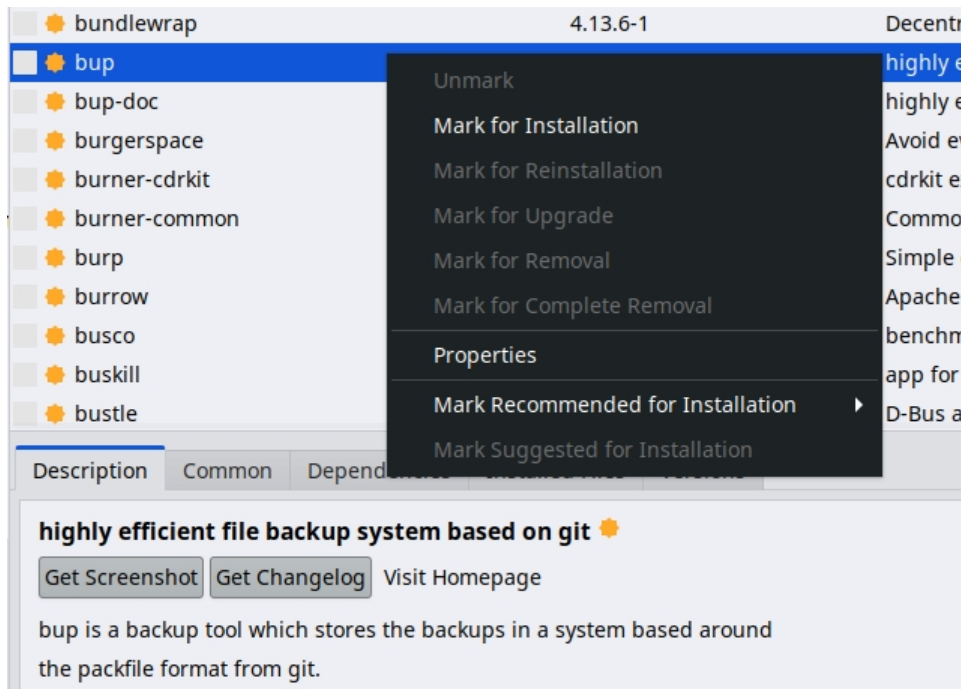 bundlewrap 4.13.6-1 Decentr
bup highly e
bup-doc highly e
burgerspace Avoid ev
burner-cdrkit cdrkit e
burner-common Commo
burp Simple
burrow Apache
busco benchm
buskill app for
bustle D-Bus a
Unmark
Mark for Installation
Mark for Reinstallation
Mark for Upgrade
Mark for Removal
Mark for Complete Removal
Properties
Mark Recommended for Installation
Mark Suggested for Installation
Description Common Dependencies Installed Files Versions
highly efficient file backup system based on git
Get Screenshot Get Changelog Visit Homepage
bup is a backup tool which stores the backups in a system based around
the packfile format from git.